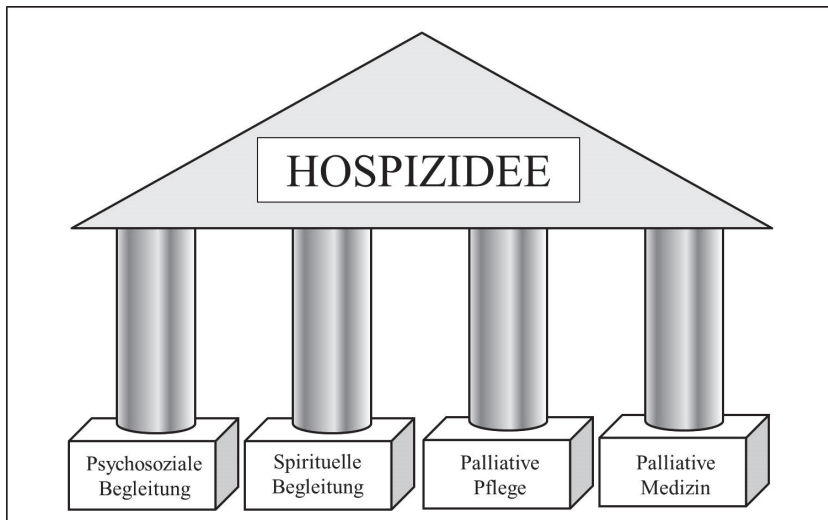 HOSPIZIDEE
Psychosoziale
Begleitung
Spirituelle
Begleitung
Palliative
Pflege
Palliative
Medizin